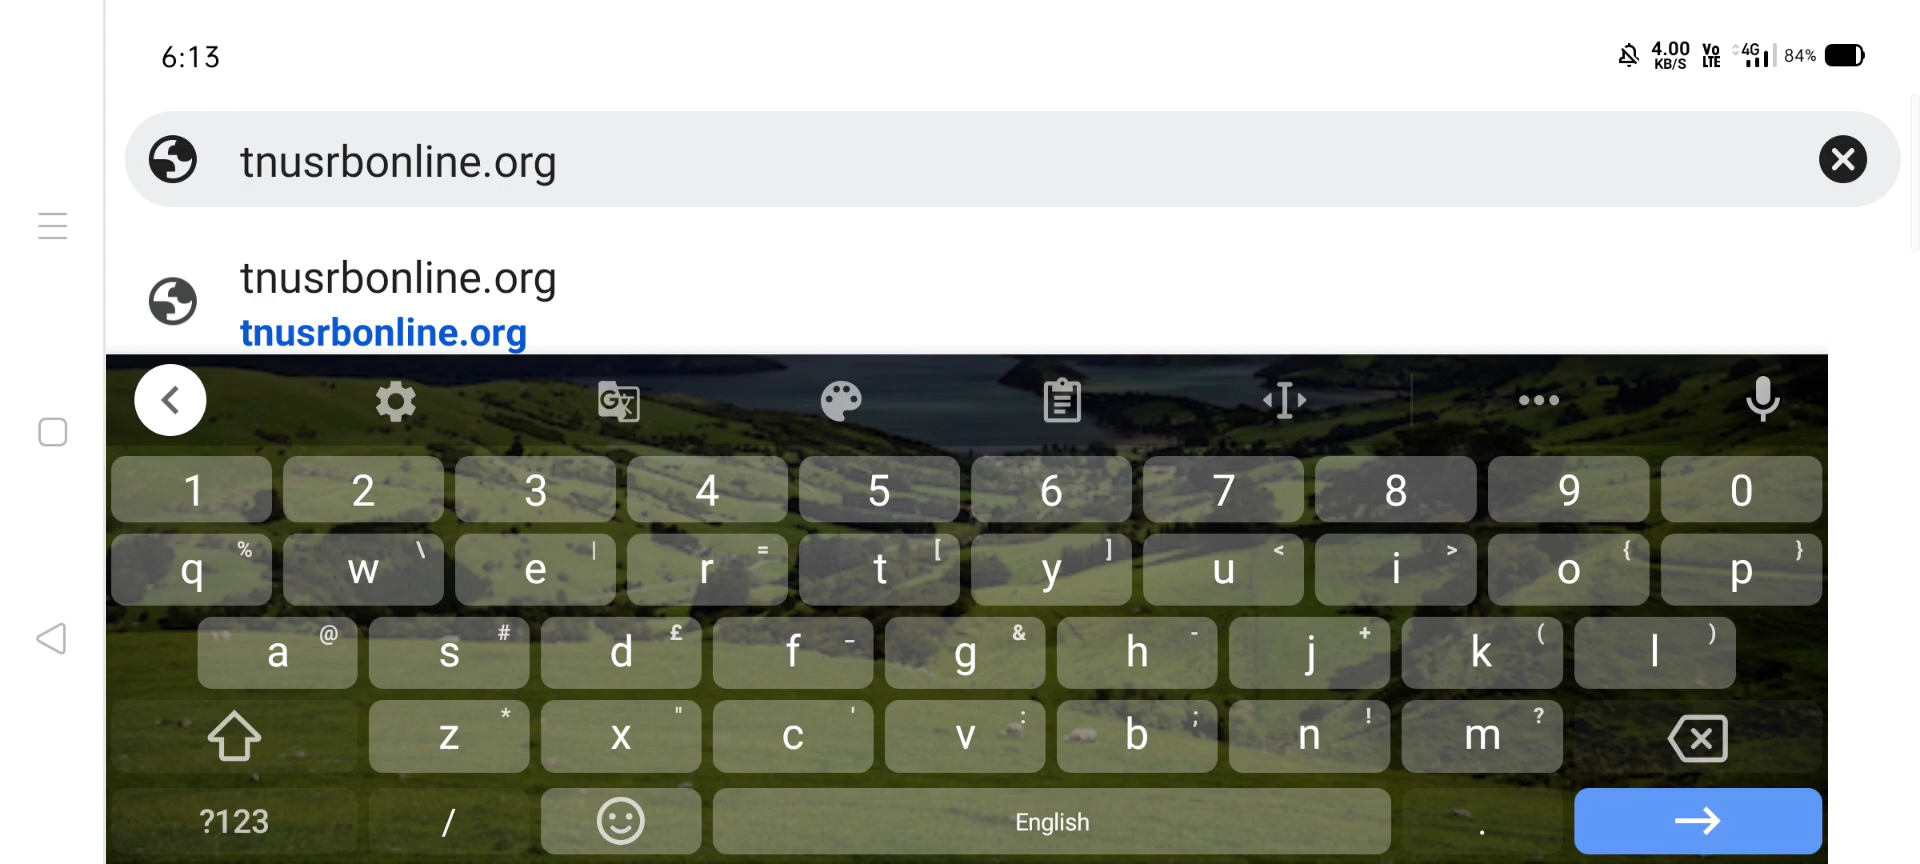 6:13
4.00 KB/S Vo LTE 4G 84%
tnusrbonline.org
tnusrbonline.org
tnusrbonline.org
1 2 3 4 5 6 7 8 9 0
q % w \ e | r = t [ y ] u < i > o { p }
a @ s # d £ f _ g & h - j + k ( l )
z * x " c ' v : b ; n ! m ?
?123 / English .